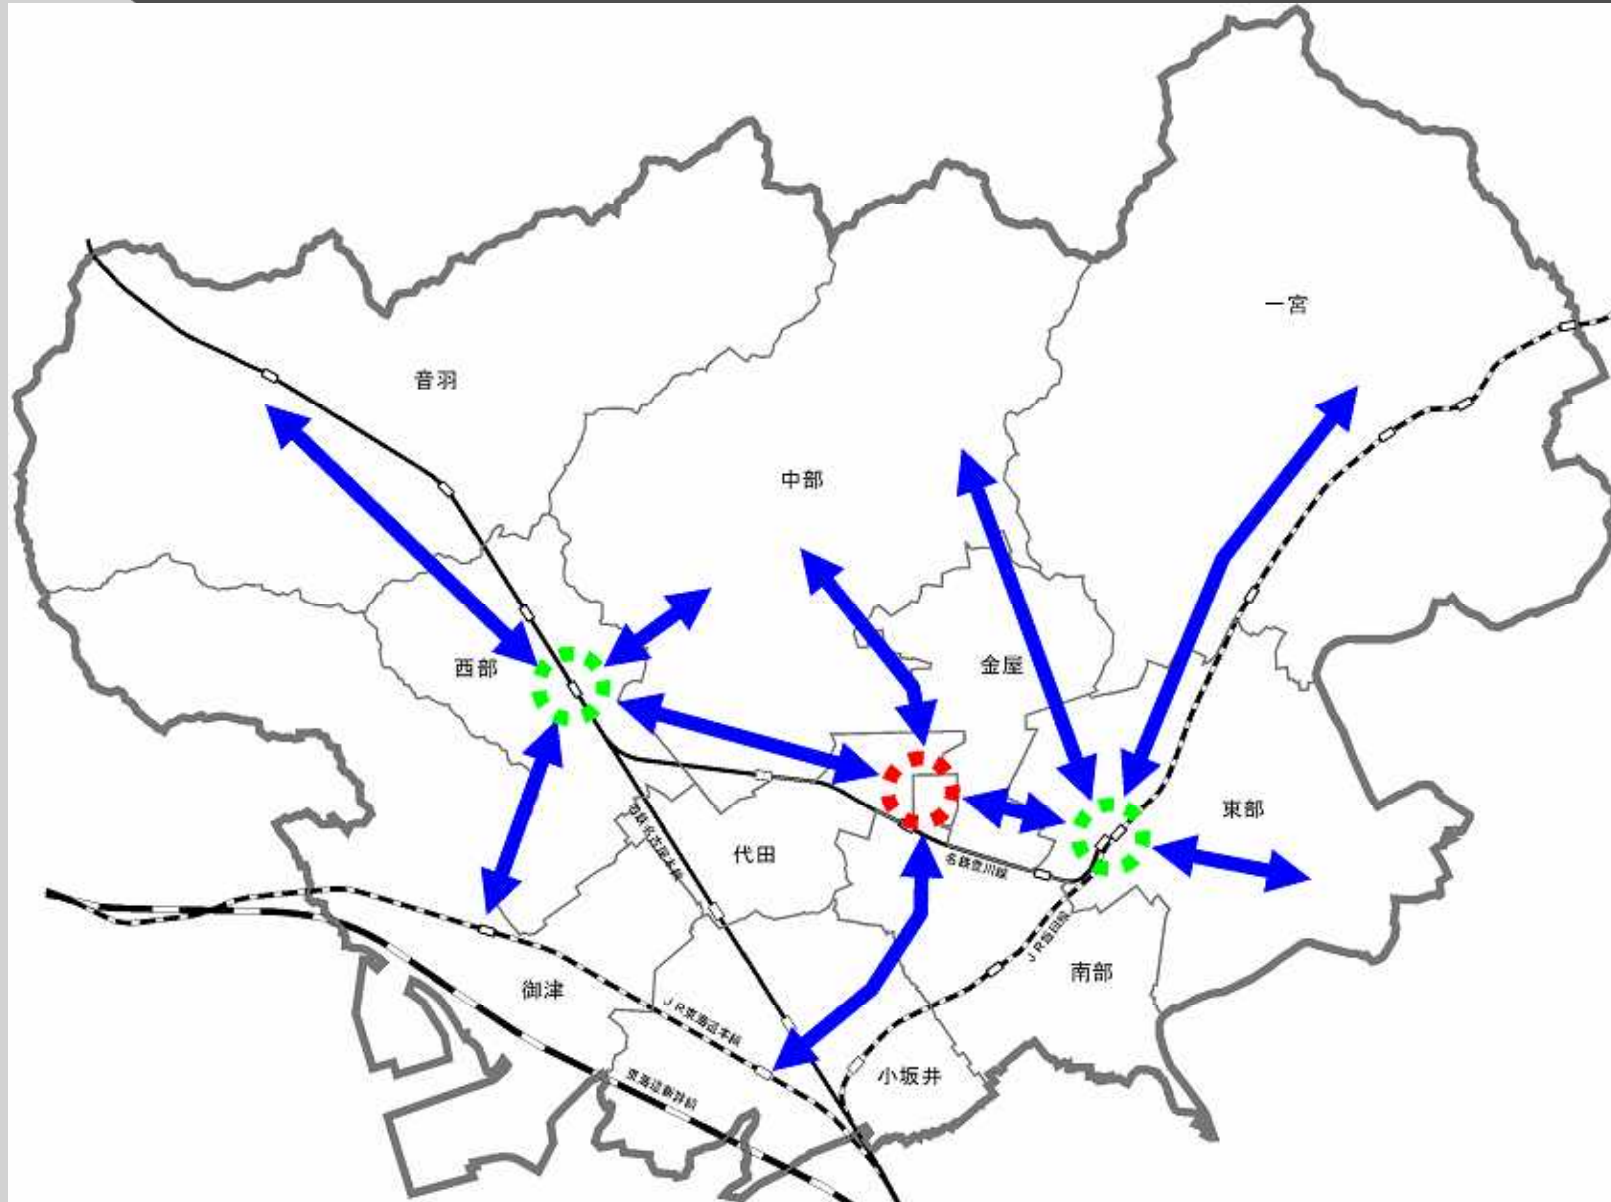 一宮
音羽
中部
西部
金屋
東部
代田
名鉄名古屋本線
名鉄豊川線
JR飯田線
南部
御津
JR東海道本線
小坂井
東海道新幹線